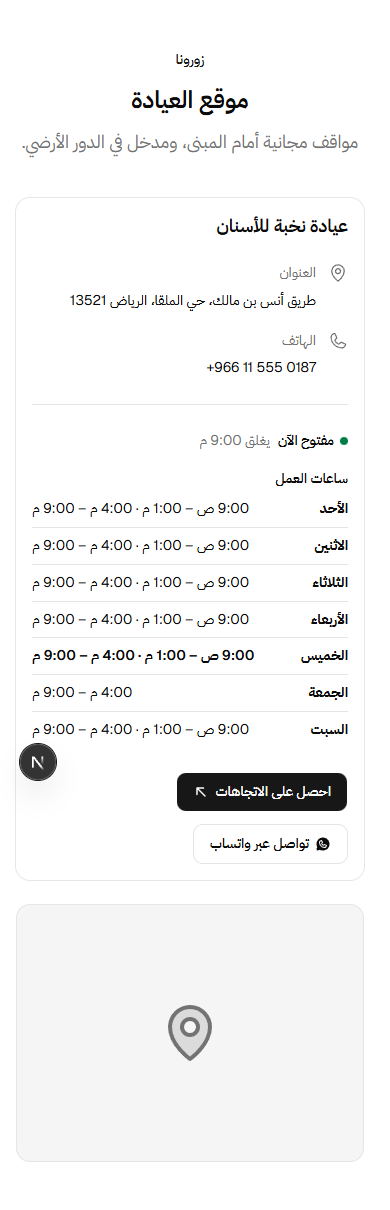 زورونا
موقع العيادة
مواقف مجانية أمام المبنى، ومدخل في الدور الأرضي.
عيادة نخبة للأسنان
العنوان
طريق أنس بن مالك، حي الملقا، الرياض 13521
الهاتف
+966 11 555 0187
مفتوح الآن يغلق 9:00 م
ساعات العمل
الأحد 9:00 ص – 1:00 م · 4:00 م – 9:00 م
الاثنين 9:00 ص – 1:00 م · 4:00 م – 9:00 م
الثلاثاء 9:00 ص – 1:00 م · 4:00 م – 9:00 م
الأربعاء 9:00 ص – 1:00 م · 4:00 م – 9:00 م
الخميس 9:00 ص – 1:00 م · 4:00 م – 9:00 م
الجمعة 4:00 م – 9:00 م
السبت 9:00 ص – 1:00 م · 4:00 م – 9:00 م
N
احصل على الاتجاهات
تواصل عبر واتساب